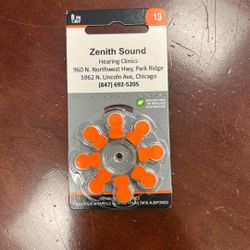 13
Zenith Sound
Hearing Clinics
960 N. Northwest Hwy, Park Ridge
5962 N. Lincoln Ave, Chicago
(847) 692-5205